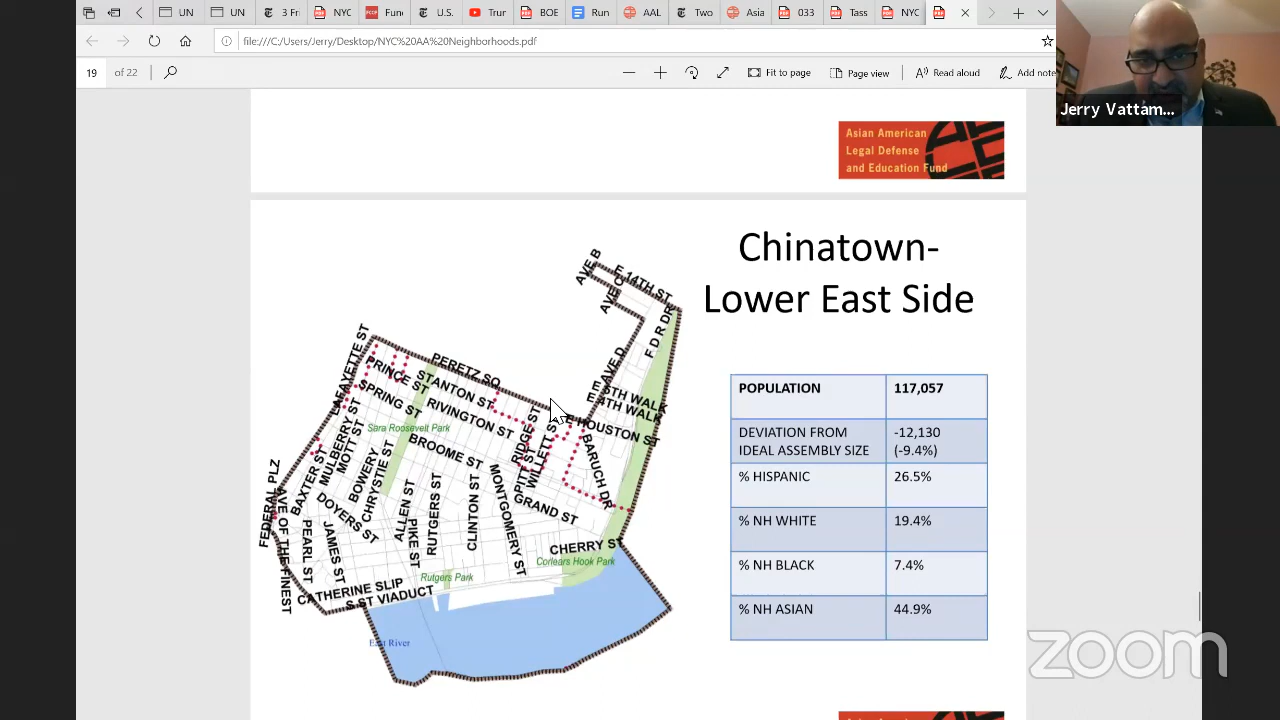 UN
UN
3 Fr
NYC
Fun
U.S
Trur
BOE
Run
AAL
Two
Asia
033
Tass
NYC
file:///C:/Users/Jerry/Desktop/NYC%20AA%20Neighborhoods.pdf
19 of 22
Fit to page
Page view
Read aloud
Add note
Jerry Vattam...
Asian American
Legal Defense
and Education Fund
Chinatown-
Lower East Side
AVE B
E 14TH ST
AVE C
F D R DR
AVE D
E 5TH WALK
E 4TH WALK
LAFAYETTE ST
PERETZ SQ
PRINCE ST
STANTON ST
SPRING ST
RIVINGTON ST
E HOUSTON ST
Sara Roosevelt Park
MULBERRY ST
MOTT ST
BROOME ST
RIDGE ST
WILLETT ST
PITT ST
BARUCH DR
BAXTER ST
BOWERY
CHRYSTIE ST
FEDERAL PLZ
AVE OF THE FINEST
DOYERS ST
ALLEN ST
PIKE ST
RUTGERS ST
CLINTON ST
MONTGOMERY ST
GRAND ST
PEARL ST
JAMES ST
CHERRY ST
Corlears Hook Park
Rutgers Park
CATHERINE SLIP
S ST VIADUCT
East River
POPULATION 117,057
DEVIATION FROM -12,130
IDEAL ASSEMBLY SIZE (-9.4%)
% HISPANIC 26.5%
% NH WHITE 19.4%
% NH BLACK 7.4%
% NH ASIAN 44.9%
zoom